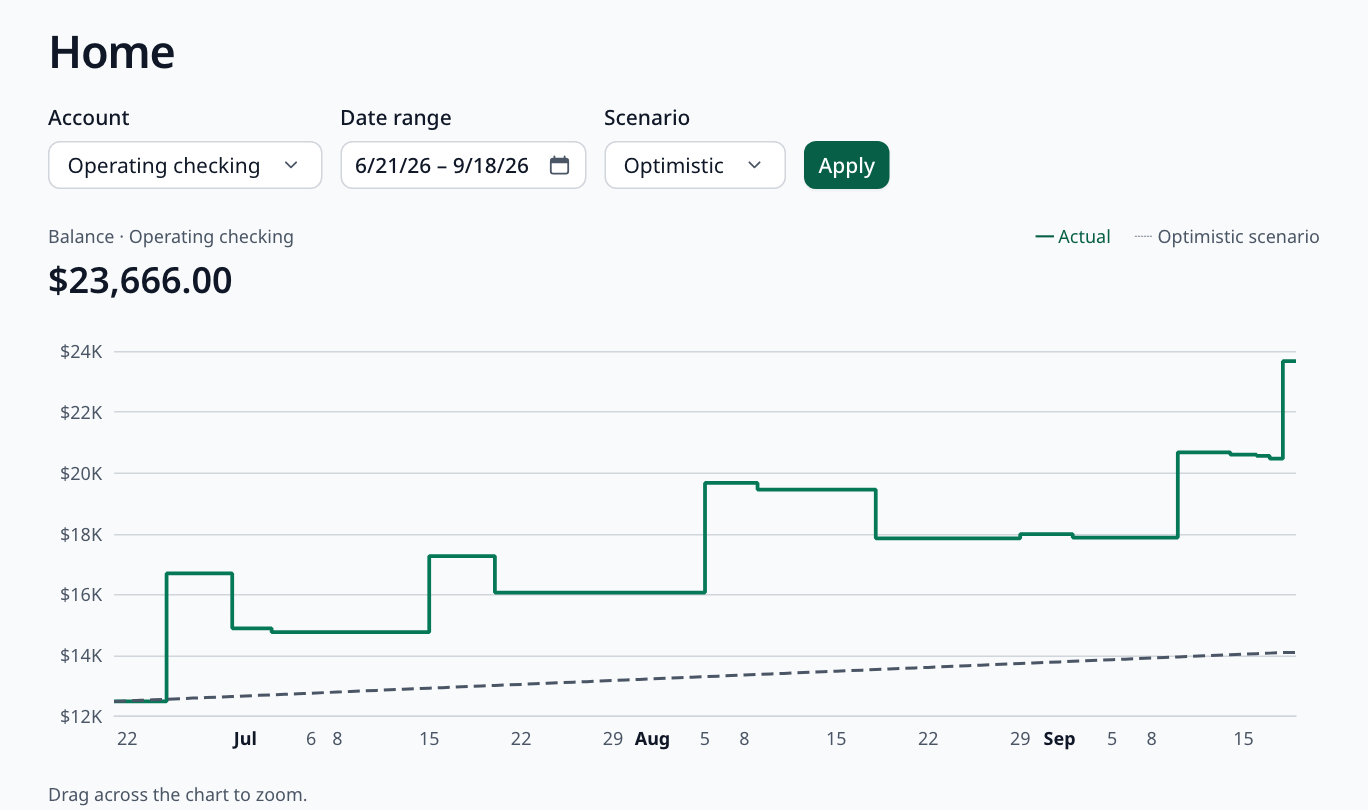 Home
Account Date range Scenario
Operating checking 6/21/26 – 9/18/26 Optimistic Apply
Balance · Operating checking Actual Optimistic scenario
$23,666.00
$24K
$22K
$20K
$18K
$16K
$14K
$12K
22 Jul 6 8 15 22 29 Aug 5 8 15 22 29 Sep 5 8 15
Drag across the chart to zoom.